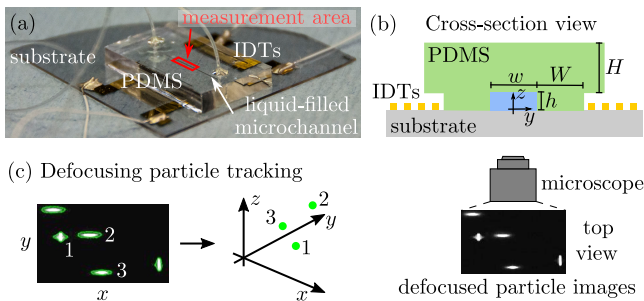 (a)
measurement area
substrate
IDTs
PDMS
liquid-filled
microchannel
(b) Cross-section view
PDMS
w
W
H
IDTs
z
h
y
substrate
microscope
top
view
defocused particle images
(c) Defocusing particle tracking
y
1
2
3
x
z
2
3
y
1
x